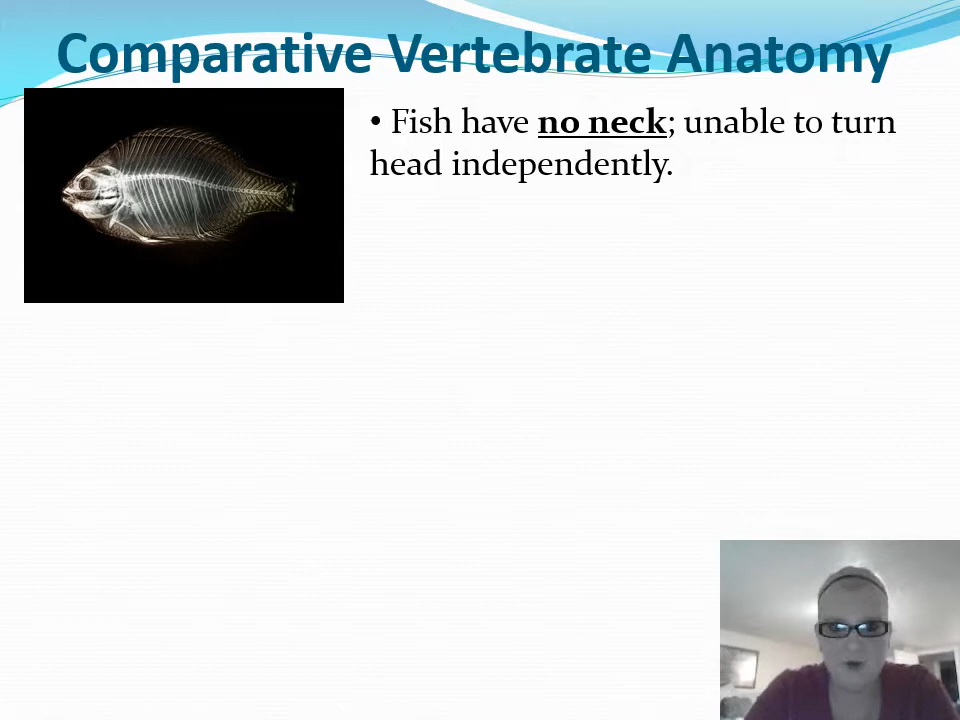 Comparative Vertebrate Anatomy
• Fish have no neck; unable to turn
head independently.